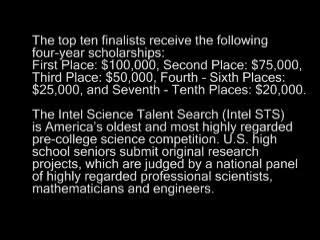 The top ten finalists receive the following
four-year scholarships:
First Place: $100,000, Second Place: $75,000,
Third Place: $50,000, Fourth - Sixth Places:
$25,000, and Seventh - Tenth Places: $20,000.
The Intel Science Talent Search (Intel STS)
is America's oldest and most highly regarded
pre-college science competition. U.S. high
school seniors submit original research
projects, which are judged by a national panel
of highly regarded professional scientists,
mathematicians and engineers.